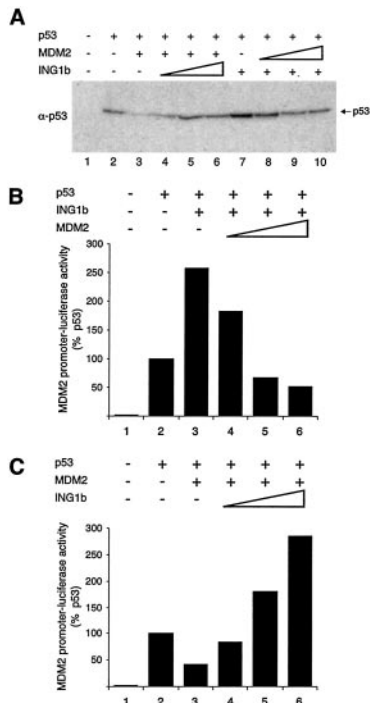 A
p53 - + + + + + + + + +
MDM2 - - + + + + -
ING1b - - - + + + +
α-p53
←p53
1 2 3 4 5 6 7 8 9 10
B
p53 - + + + + +
ING1b - - + + + +
MDM2 - - -
MDM2 promoter-luciferase activity
(% p53)
300
250
200
150
100
50
1 2 3 4 5 6
C
p53 - + + + + +
MDM2 - - + + + +
ING1b - - -
MDM2 promoter-luciferase activity
(% p53)
300
250
200
150
100
50
1 2 3 4 5 6